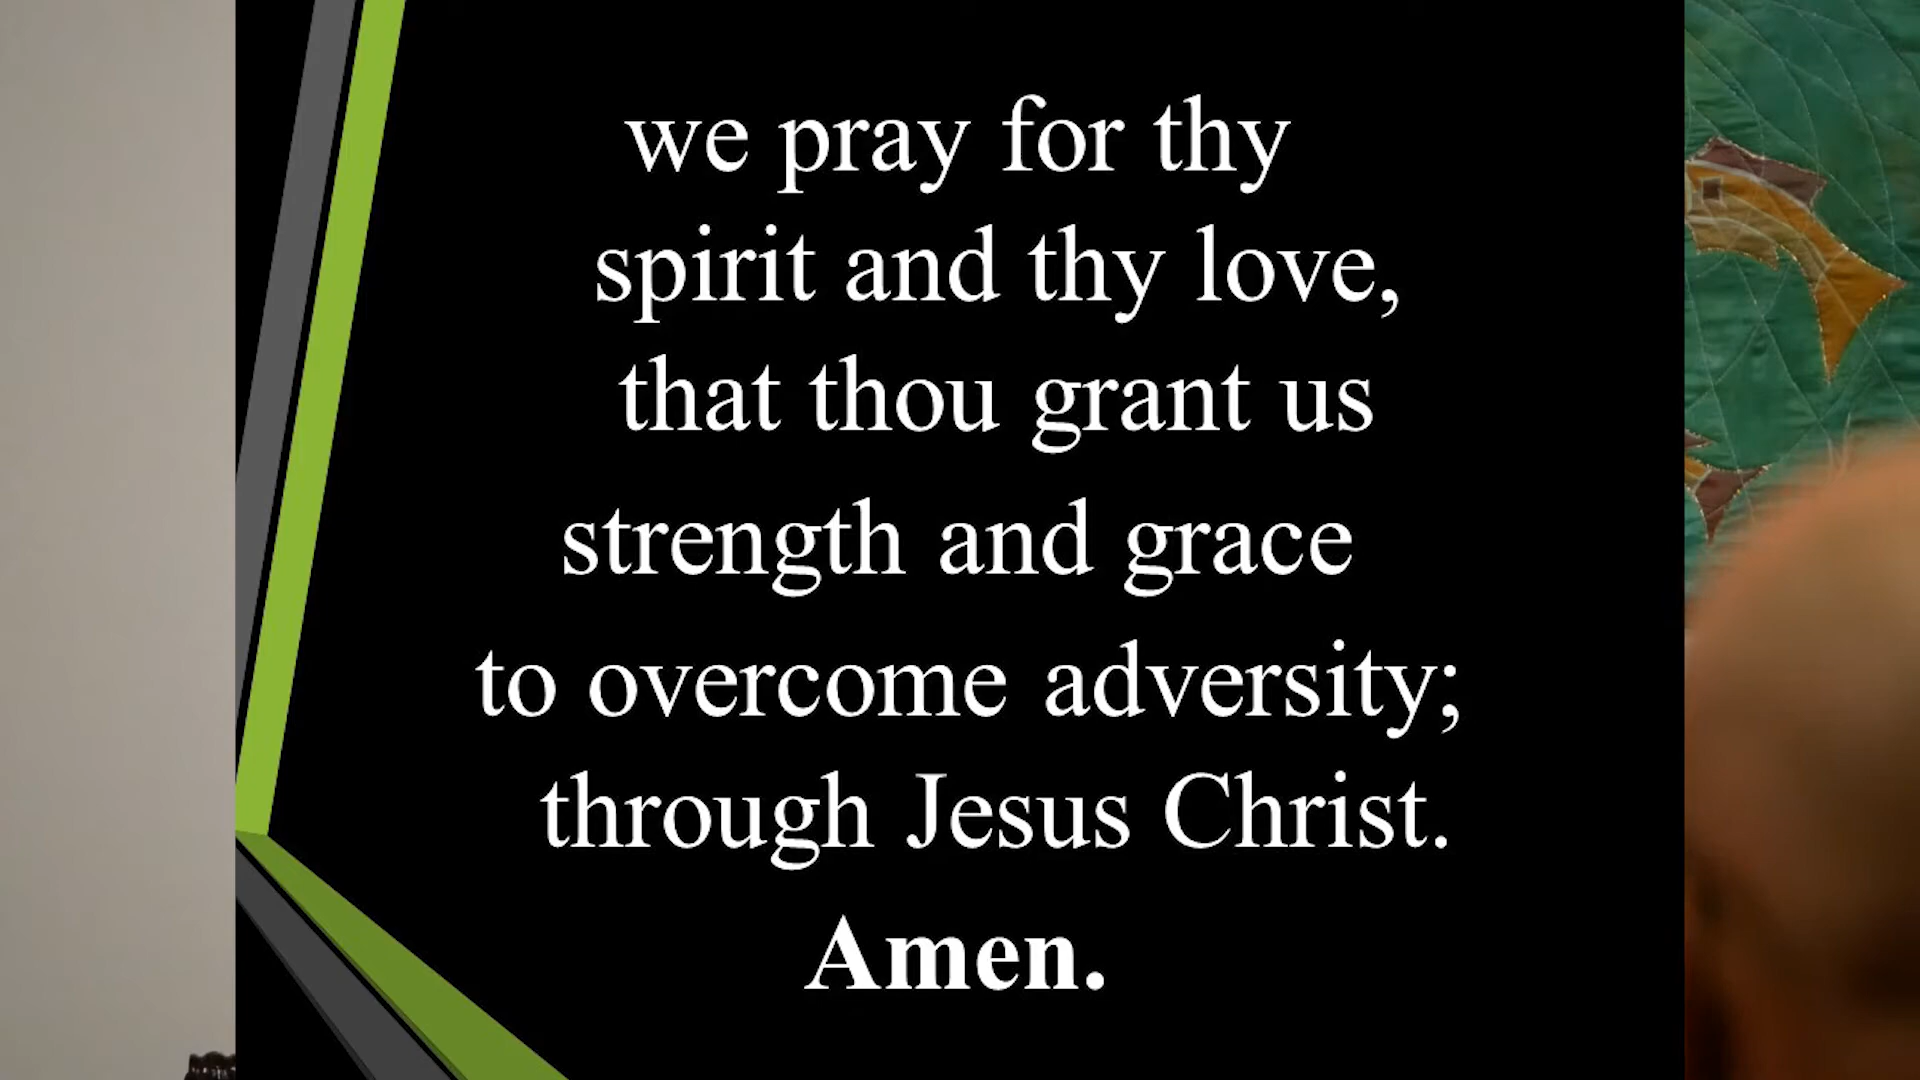 we pray for thy
spirit and thy love,
that thou grant us
strength and grace
to overcome adversity;
through Jesus Christ.
Amen.